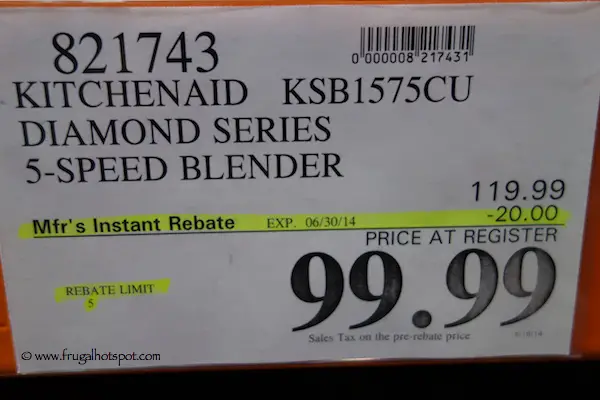 821743
0 000008 217431
KITCHENAID KSB1575CU
DIAMOND SERIES
5-SPEED BLENDER
119.99
Mfr's Instant Rebate EXP. 06/30/14 -20.00
PRICE AT REGISTER
99.99
REBATE LIMIT
5
Sales Tax on the pre-rebate price
© www.frugalhotspot.com